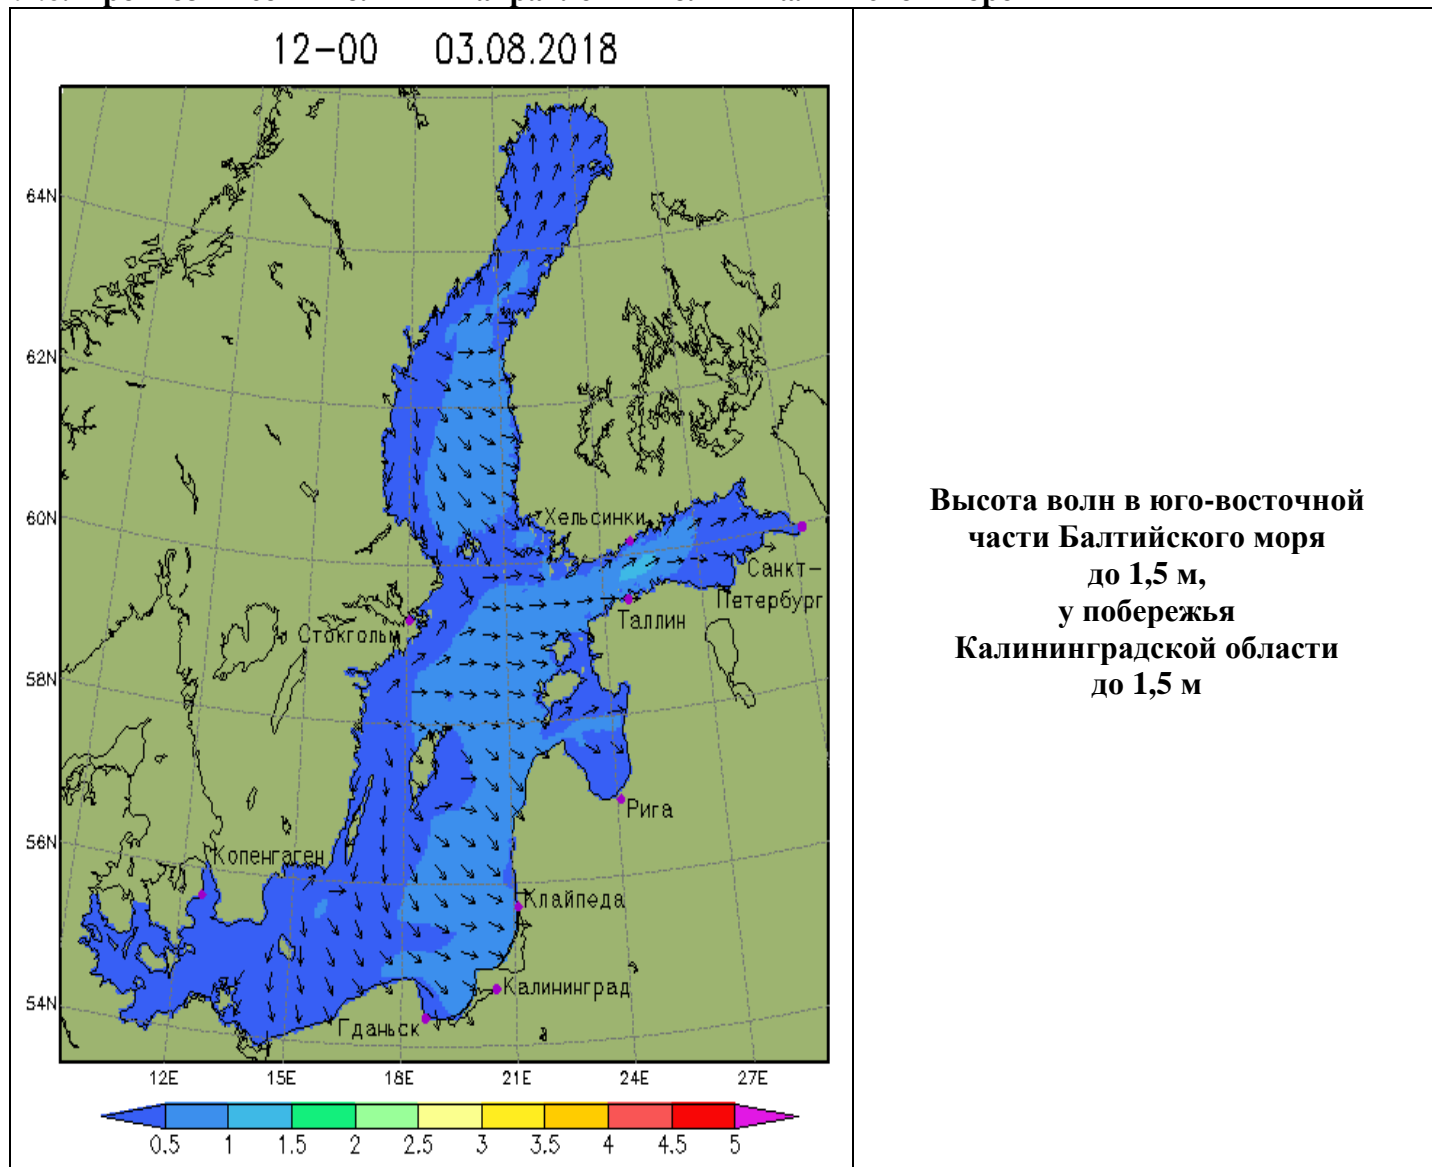 12-00 03.08.2018
64N
62N
60N
58N
56N
54N
Хельсинки
Санкт-
Петербург
Таллин
Стокгольм
Рига
Копенгаген
Клайпеда
Калининград
Гданьск
12E 15E 18E 21E 24E 27E
0.5 1 1.5 2 2.5 3 3.5 4 4.5 5
Высота волн в юго-восточной
части Балтийского моря
до 1,5 м,
у побережья
Калининградской области
до 1,5 м